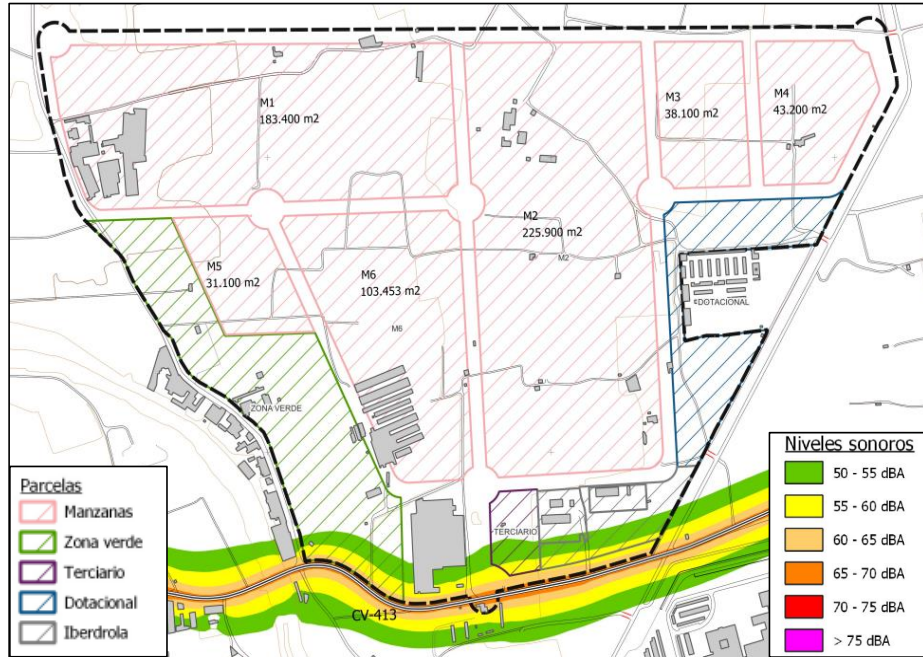 M1
183.400 m2
M3
38.100 m2
M4
43.200 m2
M2
225.900 m2
M2
M5
31.100 m2
M6
103.453 m2
M6
DOTACIONAL
ZONA VERDE
TERCIARIO
CV-413
Parcelas
Manzanas
Zona verde
Terciario
Dotacional
Iberdrola
Niveles sonoros
50 - 55 dBA
55 - 60 dBA
60 - 65 dBA
65 - 70 dBA
70 - 75 dBA
> 75 dBA